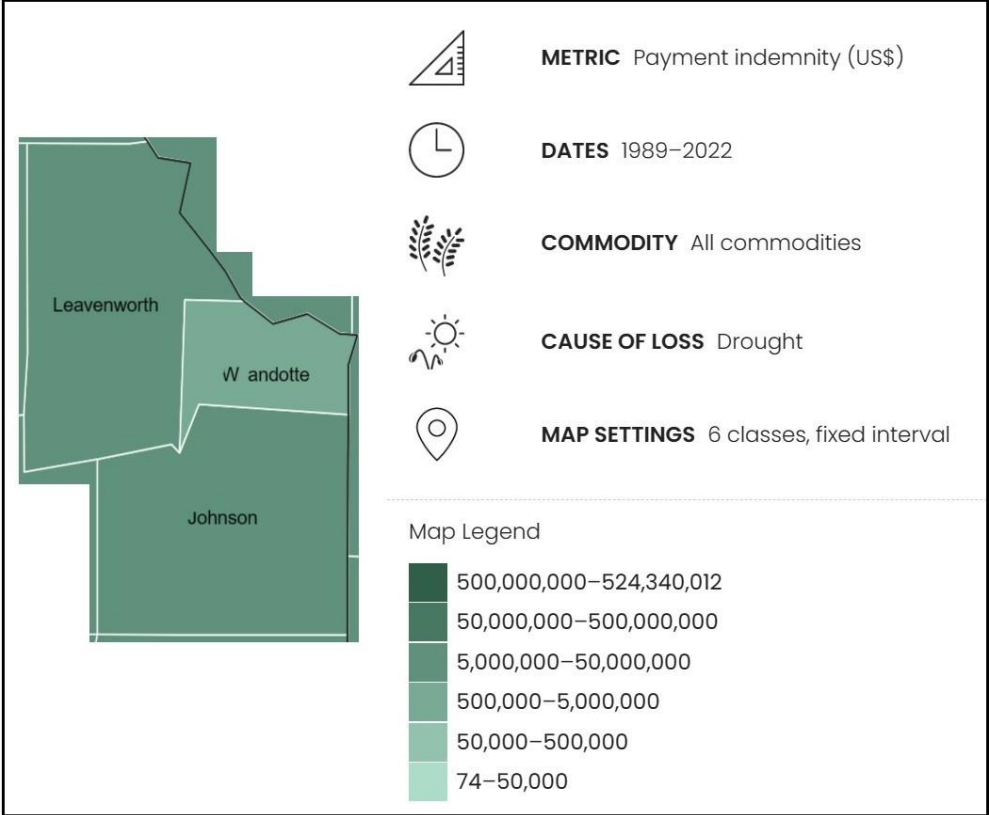 METRIC Payment indemnity (US$)
DATES 1989–2022
COMMODITY All commodities
CAUSE OF LOSS Drought
MAP SETTINGS 6 classes, fixed interval
Leavenworth
W andotte
Johnson
Map Legend
500,000,000–524,340,012
50,000,000–500,000,000
5,000,000–50,000,000
500,000–5,000,000
50,000–500,000
74–50,000